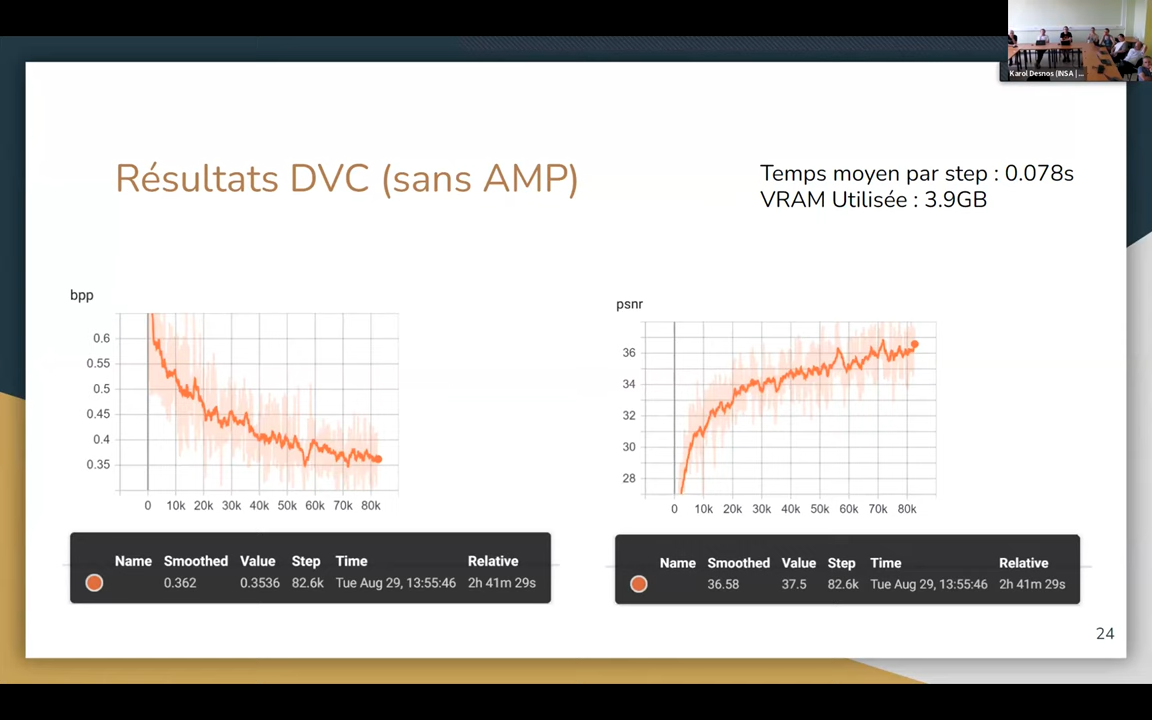 Karol Desnos (INSA | ...
Résultats DVC (sans AMP)
Temps moyen par step : 0.078s
VRAM Utilisée : 3.9GB
bpp
0.6
0.55
0.5
0.45
0.4
0.35
0 10k 20k 30k 40k 50k 60k 70k 80k
Name Smoothed Value Step Time Relative
0.362 0.3536 82.6k Tue Aug 29, 13:55:46 2h 41m 29s
psnr
36
34
32
30
28
0 10k 20k 30k 40k 50k 60k 70k 80k
Name Smoothed Value Step Time Relative
36.58 37.5 82.6k Tue Aug 29, 13:55:46 2h 41m 29s
24